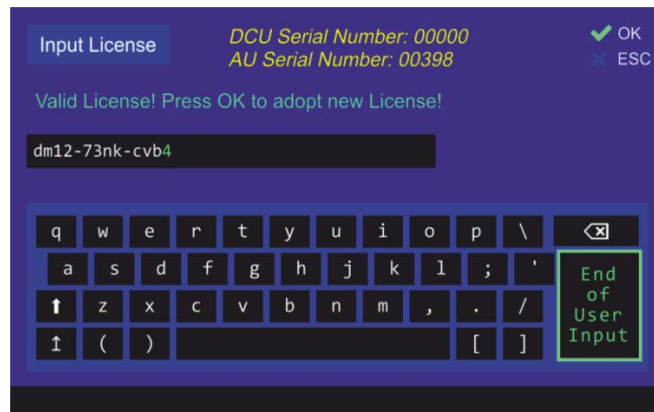 Input License
DCU Serial Number: 00000
AU Serial Number: 00398
OK
ESC
Valid License! Press OK to adopt new License!
dm12-73nk-cvb4
q w e r t y u i o p \
a s d f g h j k l ; '
z x c v b n m , . /
( ) [ ]
End
of
User
Input